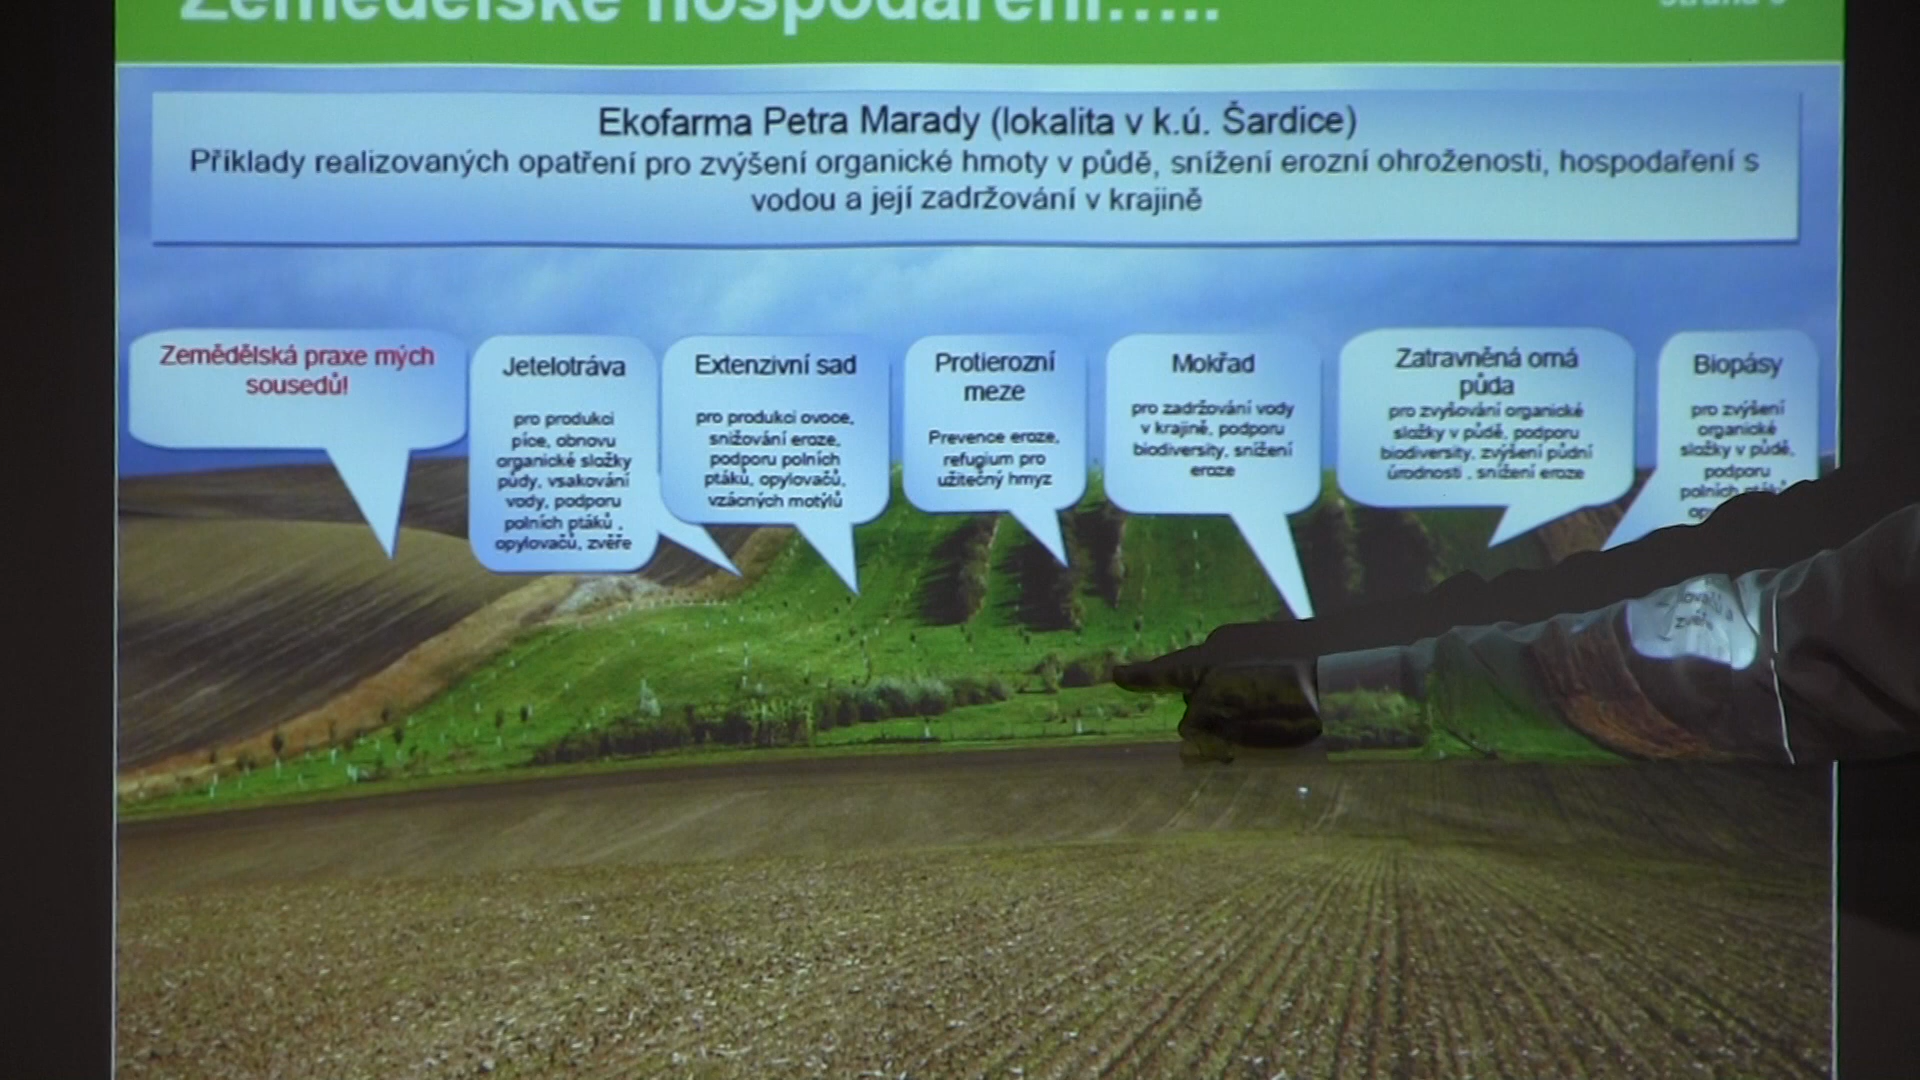 Zemědělské hospodaření.....
Ekofarma Petra Marady (lokalita v k.ú. Šardice)
Příklady realizovaných opatření pro zvýšení organické hmoty v půdě, snížení erozní ohroženosti, hospodaření s
vodou a její zadržování v krajině
Zemědělská praxe mých
sousedů!
Jetelotráva
pro produkci
píce, obnovu
organické složky
půdy, vsakování
vody, podporu
polních ptáků ,
opylovačů, zvěře
Extenzivní sad
pro produkci ovoce,
snižování eroze,
podporu polních
ptáků, opylovačů,
vzácných motýlů
Protierozní
meze
Prevence eroze,
refugium pro
užitečný hmyz
Mokřad
pro zadržování vody
v krajině, podporu
biodiversity, snížení
eroze
Zatravněná orná
půda
pro zvyšování organické
složky v půdě, podporu
biodiversity, zvýšení půdní
úrodnosti , snížení eroze
Biopásy
pro zvýšení
organické
složky v půdě,
podporu
polních